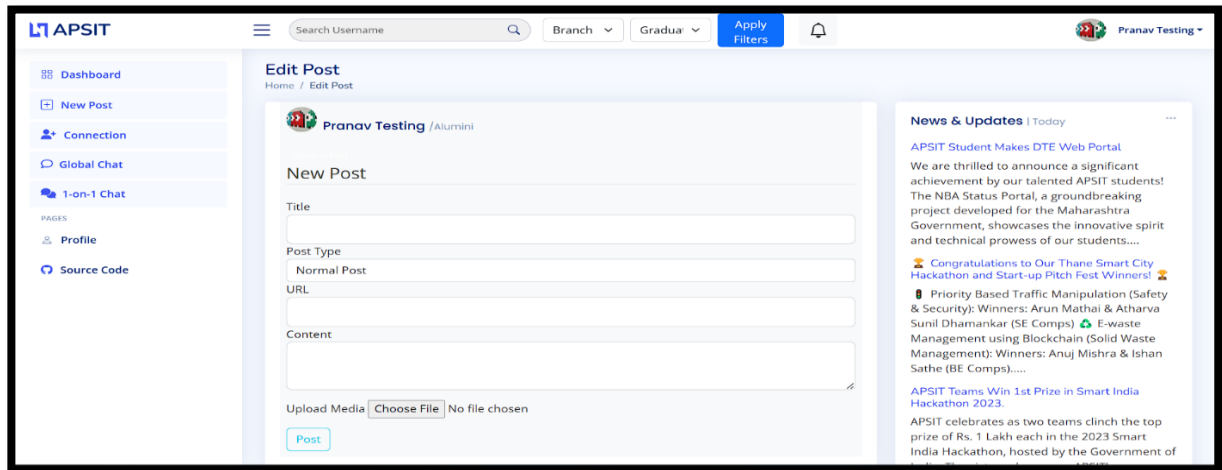 APSIT
Search Username
Branch
Gradua
Apply
Filters
Pranav Testing
Dashboard
New Post
Connection
Global Chat
1-on-1 Chat
PAGES
Profile
Source Code
Edit Post
Home / Edit Post
Pranav Testing /Alumini
New Post
Title
Post Type
Normal Post
URL
Content
Upload Media Choose File No file chosen
Post
News & Updates | Today
APSIT Student Makes DTE Web Portal
We are thrilled to announce a significant
achievement by our talented APSIT students!
The NBA Status Portal, a groundbreaking
project developed for the Maharashtra
Government, showcases the innovative spirit
and technical prowess of our students....
🏆 Congratulations to Our Thane Smart City
Hackathon and Start-up Pitch Fest Winners! 🏆
🚦 Priority Based Traffic Manipulation (Safety
& Security): Winners: Arun Mathai & Atharva
Sunil Dhamankar (SE Comps) ♻️ E-waste
Management using Blockchain (Solid Waste
Management): Winners: Anuj Mishra & Ishan
Sathe (BE Comps).....
APSIT Teams Win 1st Prize in Smart India
Hackathon 2023.
APSIT celebrates as two teams clinch the top
prize of Rs. 1 Lakh each in the 2023 Smart
India Hackathon, hosted by the Government of